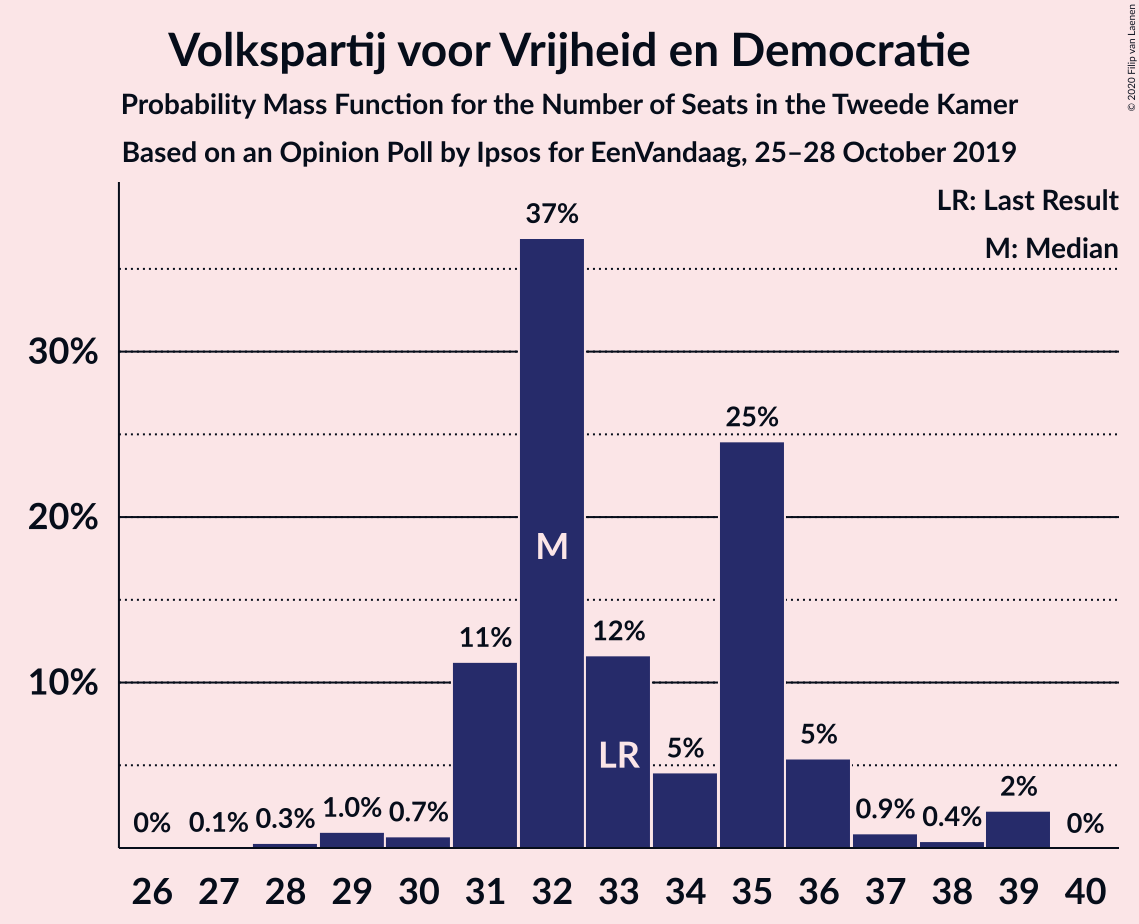 Volkspartij voor Vrijheid en Democratie
Probability Mass Function for the Number of Seats in the Tweede Kamer
Based on an Opinion Poll by Ipsos for EenVandaag, 25–28 October 2019
© 2020 Filip van Laenen
LR: Last Result
M: Median
37%
30%
25%
20%
M
11%
12%
10%
LR
5%
5%
0%
0.1%
0.3%
1.0%
0.7%
0.9%
0.4%
2%
0%
26 27 28 29 30 31 32 33 34 35 36 37 38 39 40